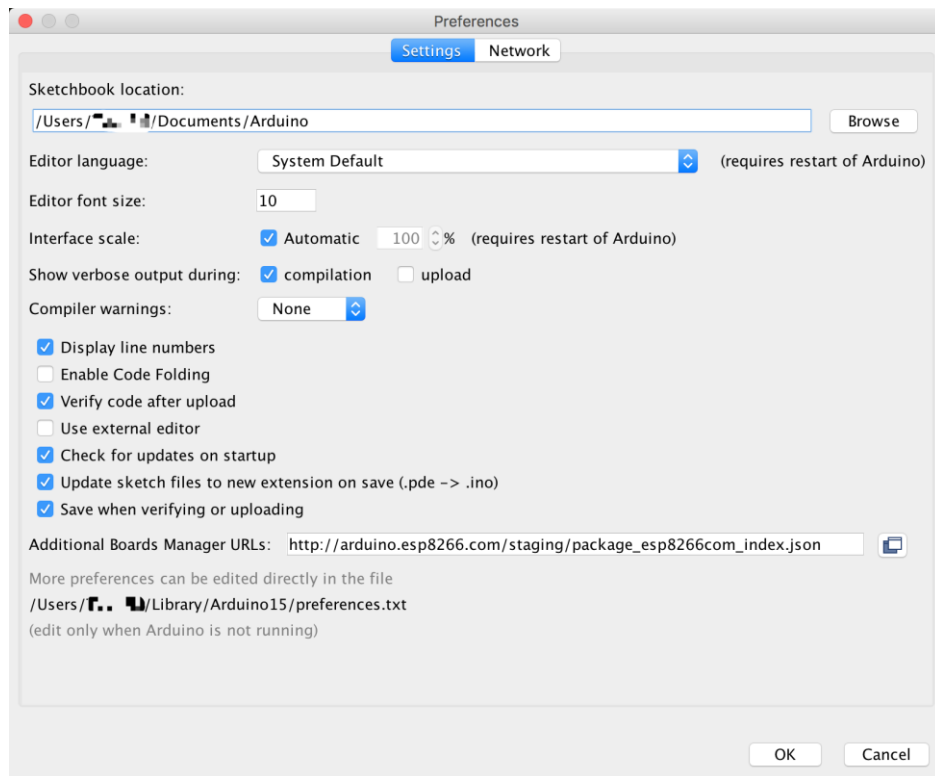 Preferences
Settings Network
Sketchbook location:
/Users/ /Documents/Arduino Browse
Editor language: System Default (requires restart of Arduino)
Editor font size: 10
Interface scale: Automatic 100 % (requires restart of Arduino)
Show verbose output during: compilation upload
Compiler warnings: None
Display line numbers
Enable Code Folding
Verify code after upload
Use external editor
Check for updates on startup
Update sketch files to new extension on save (.pde -> .ino)
Save when verifying or uploading
Additional Boards Manager URLs: http://arduino.esp8266.com/staging/package_esp8266com_index.json
More preferences can be edited directly in the file
/Users/ /Library/Arduino15/preferences.txt
(edit only when Arduino is not running)
OK Cancel